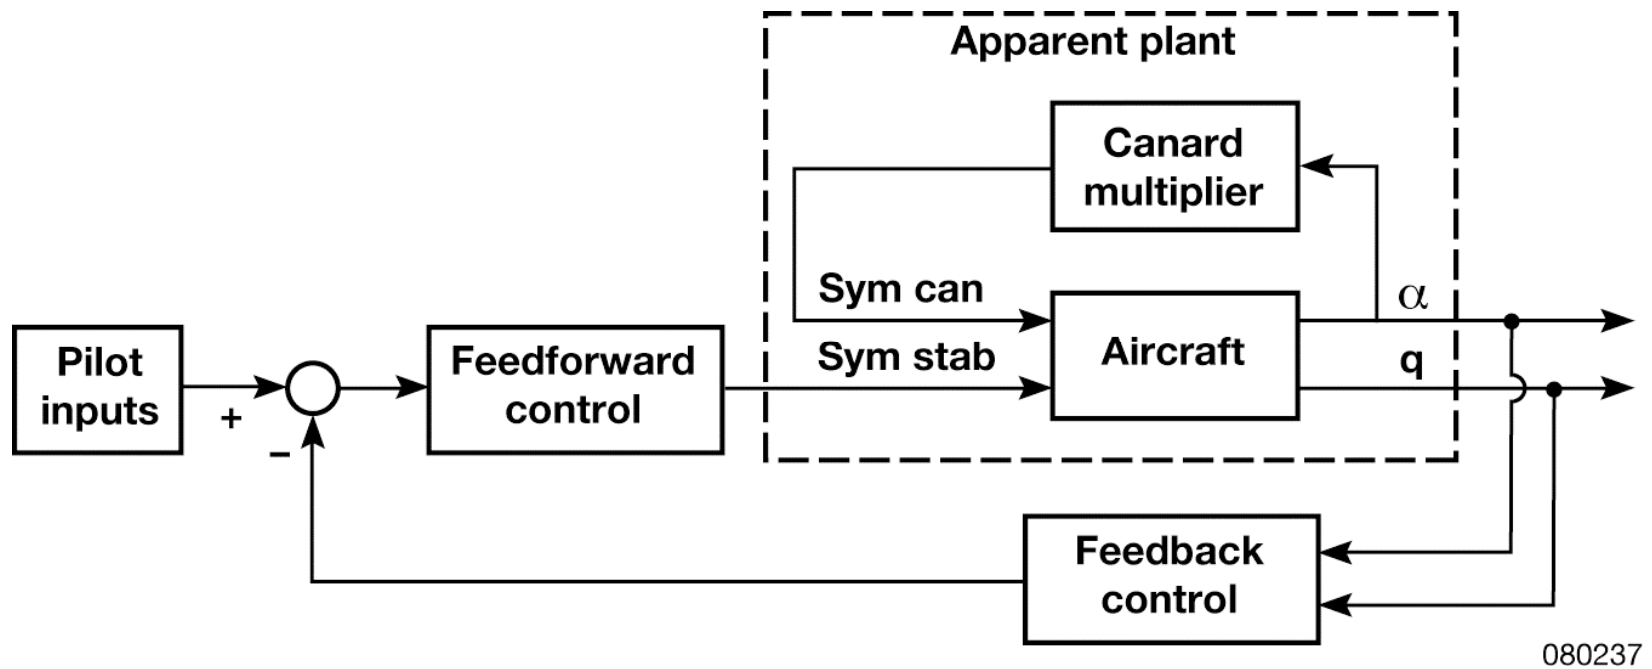 Apparent plant
Canard
multiplier
Sym can
α
Sym stab
Aircraft
q
Pilot
inputs
+
−
Feedforward
control
Feedback
control
080237